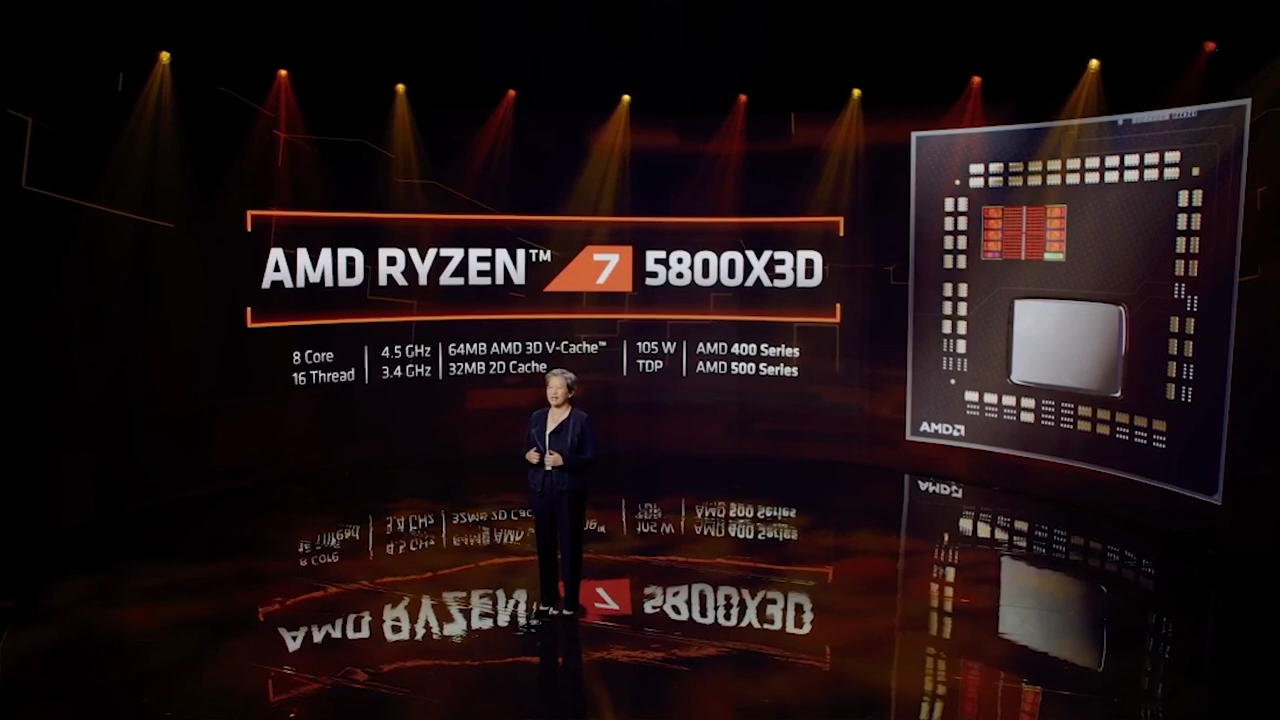 AMD RYZEN™ 7 5800X3D
8 Core
16 Thread
4.5 GHz
3.4 GHz
64MB AMD 3D V-Cache™
32MB 2D Cache
105 W
TDP
AMD 400 Series
AMD 500 Series
AMD